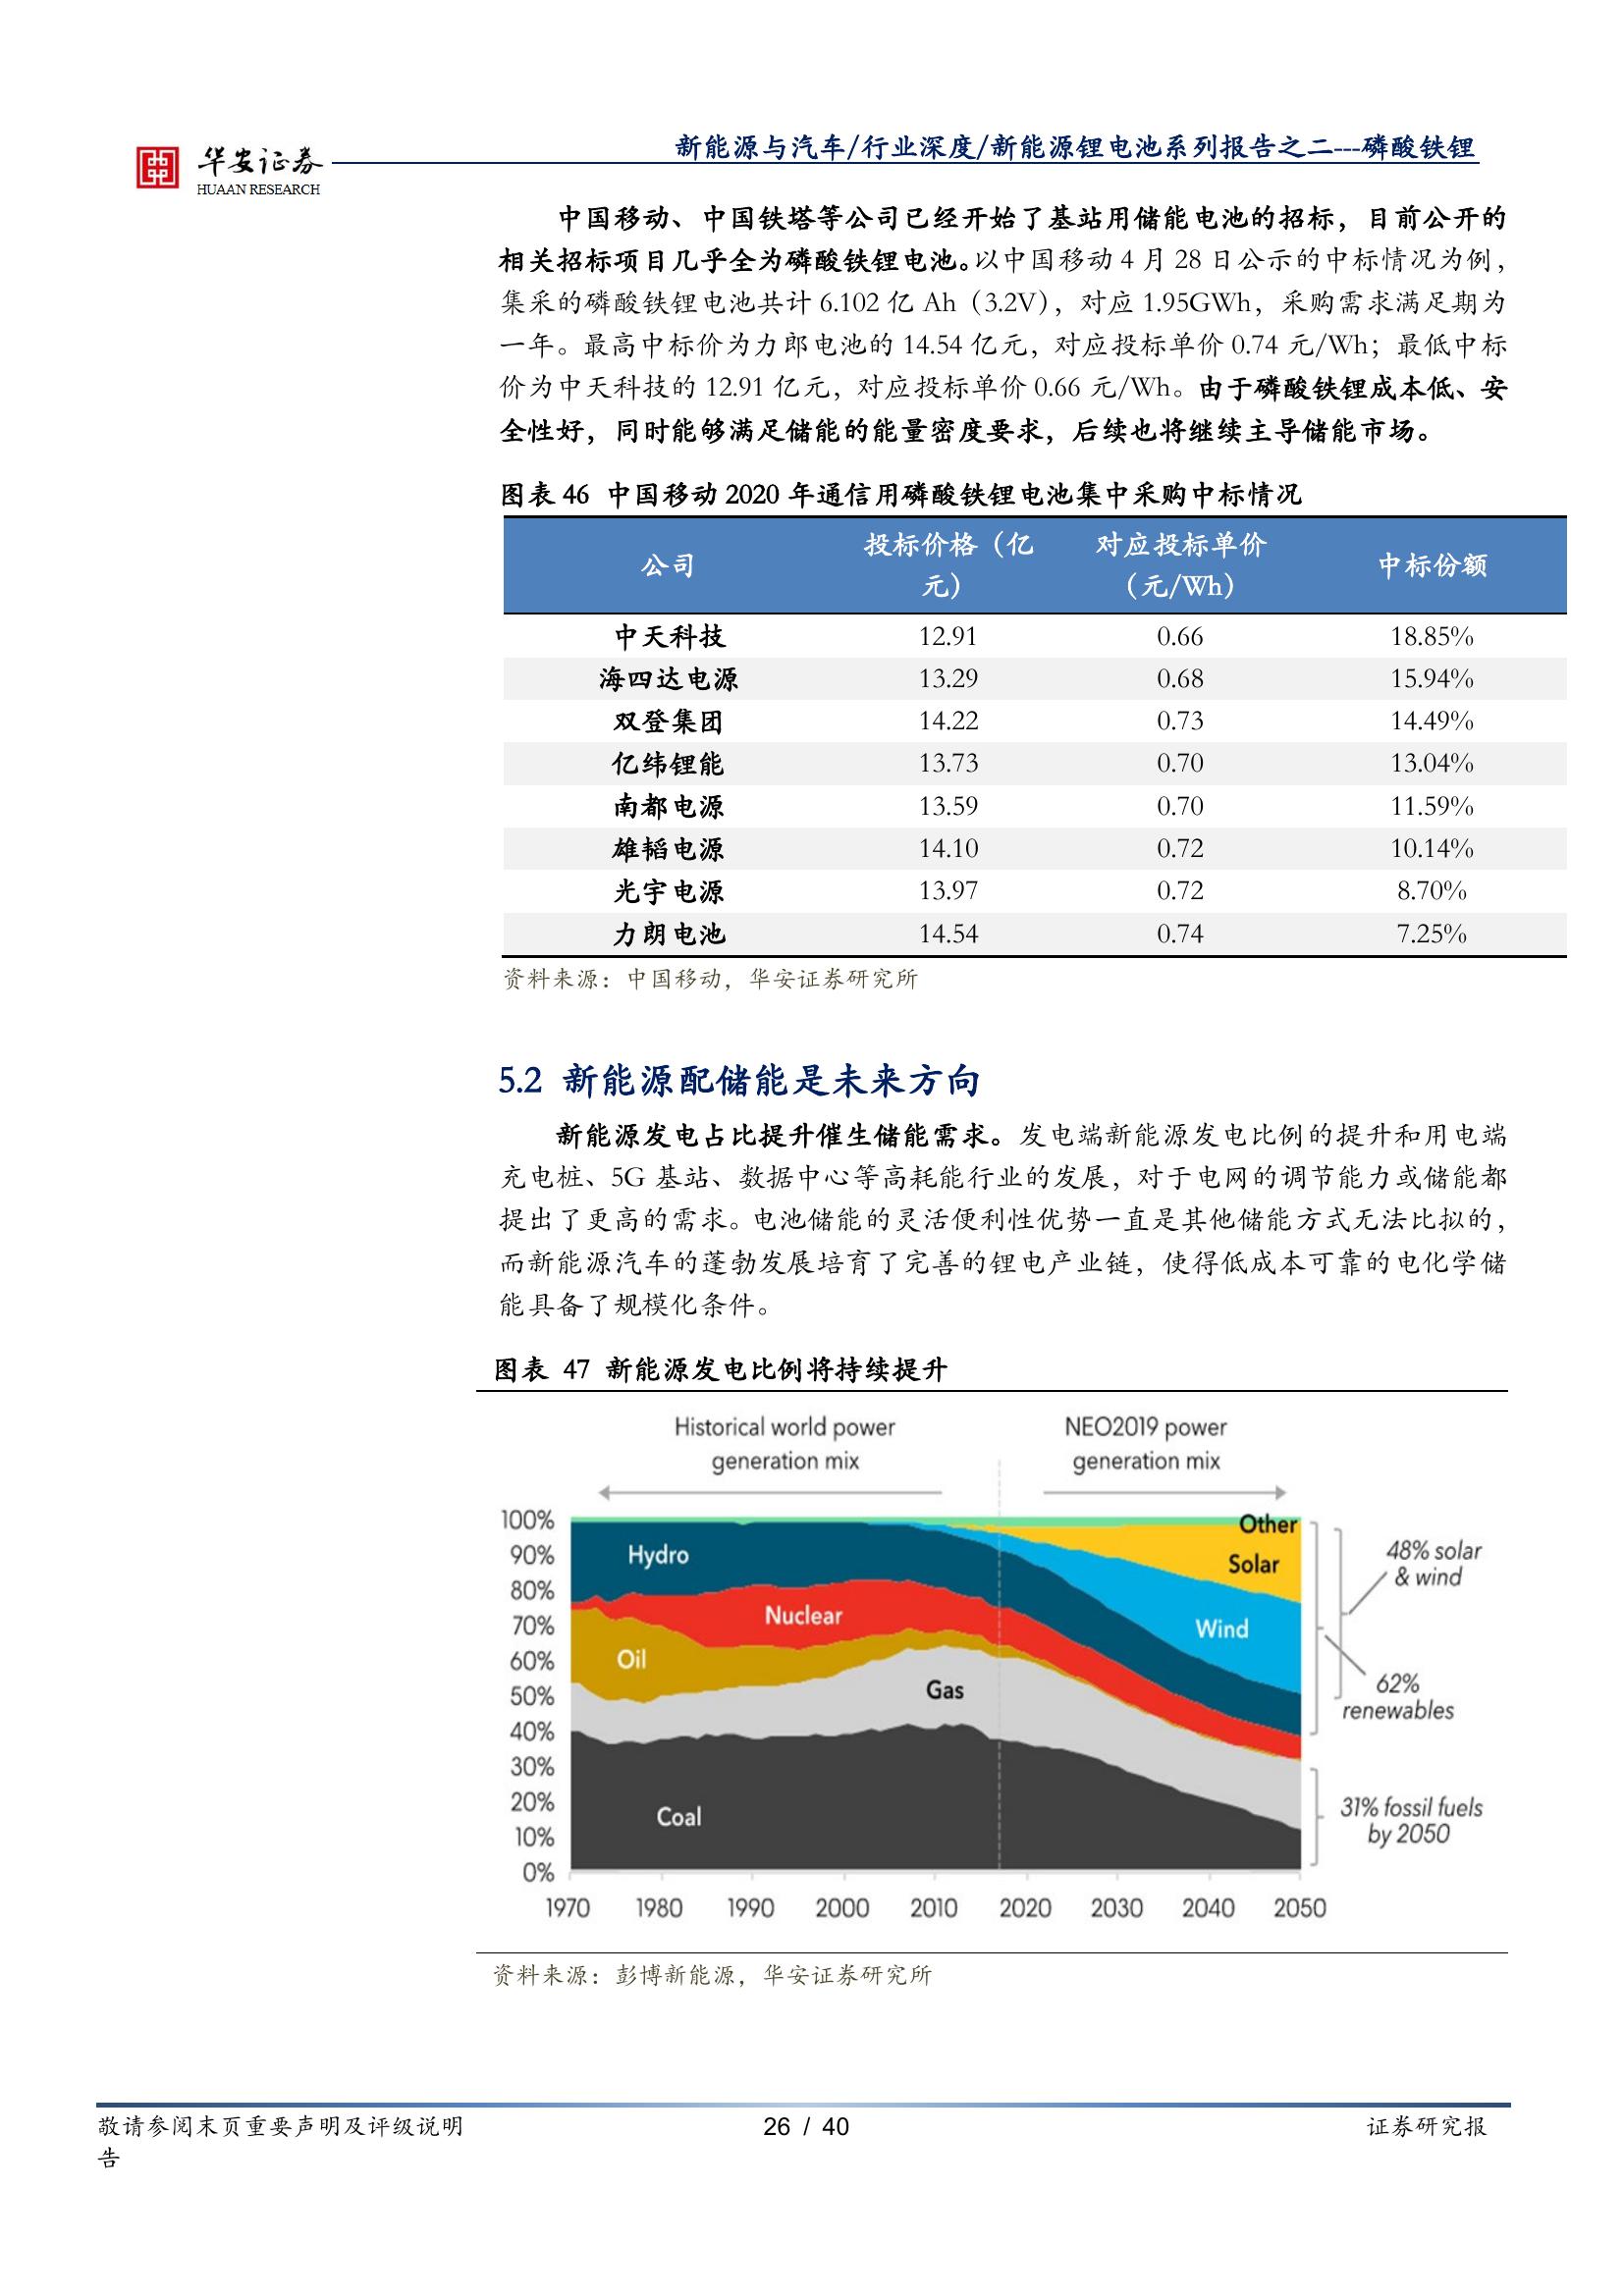 华安证券
HUAAN RESEARCH
新能源与汽车/行业深度/新能源锂电池系列报告之二---磷酸铁锂
中国移动、中国铁塔等公司已经开始了基站用储能电池的招标，目前公开的
相关招标项目几乎全为磷酸铁锂电池。以中国移动 4 月 28 日公示的中标情况为例，
集采的磷酸铁锂电池共计 6.102 亿 Ah（3.2V），对应 1.95GWh，采购需求满足期为
一年。最高中标价为力郎电池的 14.54 亿元，对应投标单价 0.74 元/Wh；最低中标
价为中天科技的 12.91 亿元，对应投标单价 0.66 元/Wh。由于磷酸铁锂成本低、安
全性好，同时能够满足储能的能量密度要求，后续也将继续主导储能市场。
图表 46 中国移动 2020 年通信用磷酸铁锂电池集中采购中标情况
公司 投标价格（亿元） 对应投标单价（元/Wh） 中标份额
中天科技 12.91 0.66 18.85%
海四达电源 13.29 0.68 15.94%
双登集团 14.22 0.73 14.49%
亿纬锂能 13.73 0.70 13.04%
南都电源 13.59 0.70 11.59%
雄韬电源 14.10 0.72 10.14%
光宇电源 13.97 0.72 8.70%
力朗电池 14.54 0.74 7.25%
资料来源：中国移动，华安证券研究所
5.2 新能源配储能是未来方向
新能源发电占比提升催生储能需求。发电端新能源发电比例的提升和用电端
充电桩、5G 基站、数据中心等高耗能行业的发展，对于电网的调节能力或储能都
提出了更高的需求。电池储能的灵活便利性优势一直是其他储能方式无法比拟的，
而新能源汽车的蓬勃发展培育了完善的锂电产业链，使得低成本可靠的电化学储
能具备了规模化条件。
图表 47 新能源发电比例将持续提升
Historical world power
generation mix
NEO2019 power
generation mix
100%
90%
80%
70%
60%
50%
40%
30%
20%
10%
0%
Hydro
Nuclear
Oil
Gas
Coal
Other
Solar
Wind
48% solar
& wind
62%
renewables
31% fossil fuels
by 2050
1970 1980 1990 2000 2010 2020 2030 2040 2050
资料来源：彭博新能源，华安证券研究所
敬请参阅末页重要声明及评级说明 26 / 40 证券研究报
告